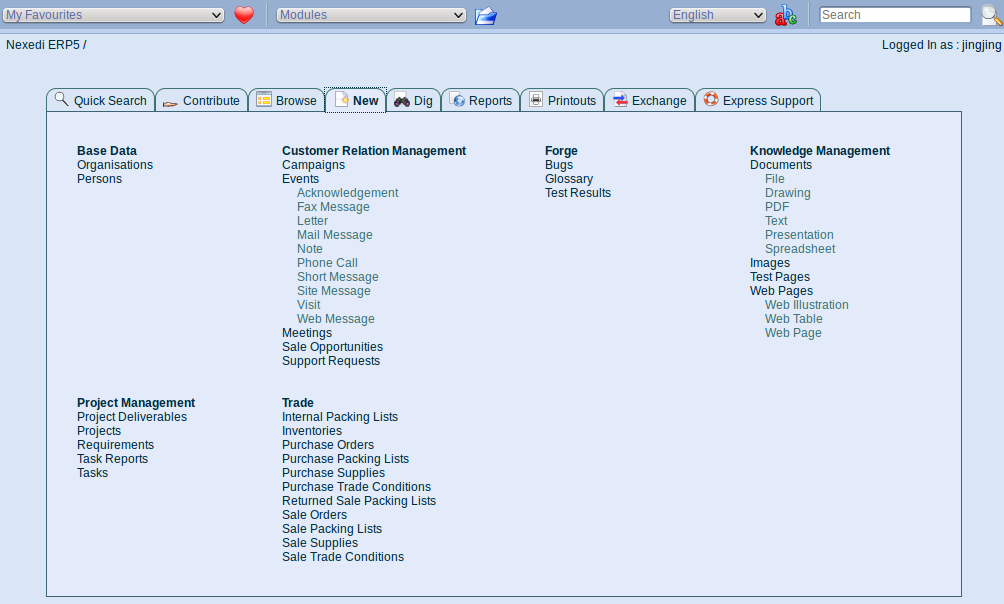 My Favourites Modules English Search
Nexedi ERP5 / Logged In as : jingjing
Quick Search Contribute Browse New Dig Reports Printouts Exchange Express Support
Base Data
Organisations
Persons
Customer Relation Management
Campaigns
Events
Acknowledgement
Fax Message
Letter
Mail Message
Note
Phone Call
Short Message
Site Message
Visit
Web Message
Meetings
Sale Opportunities
Support Requests
Forge
Bugs
Glossary
Test Results
Knowledge Management
Documents
File
Drawing
PDF
Text
Presentation
Spreadsheet
Images
Test Pages
Web Pages
Web Illustration
Web Table
Web Page
Project Management
Project Deliverables
Projects
Requirements
Task Reports
Tasks
Trade
Internal Packing Lists
Inventories
Purchase Orders
Purchase Packing Lists
Purchase Supplies
Purchase Trade Conditions
Returned Sale Packing Lists
Sale Orders
Sale Packing Lists
Sale Supplies
Sale Trade Conditions